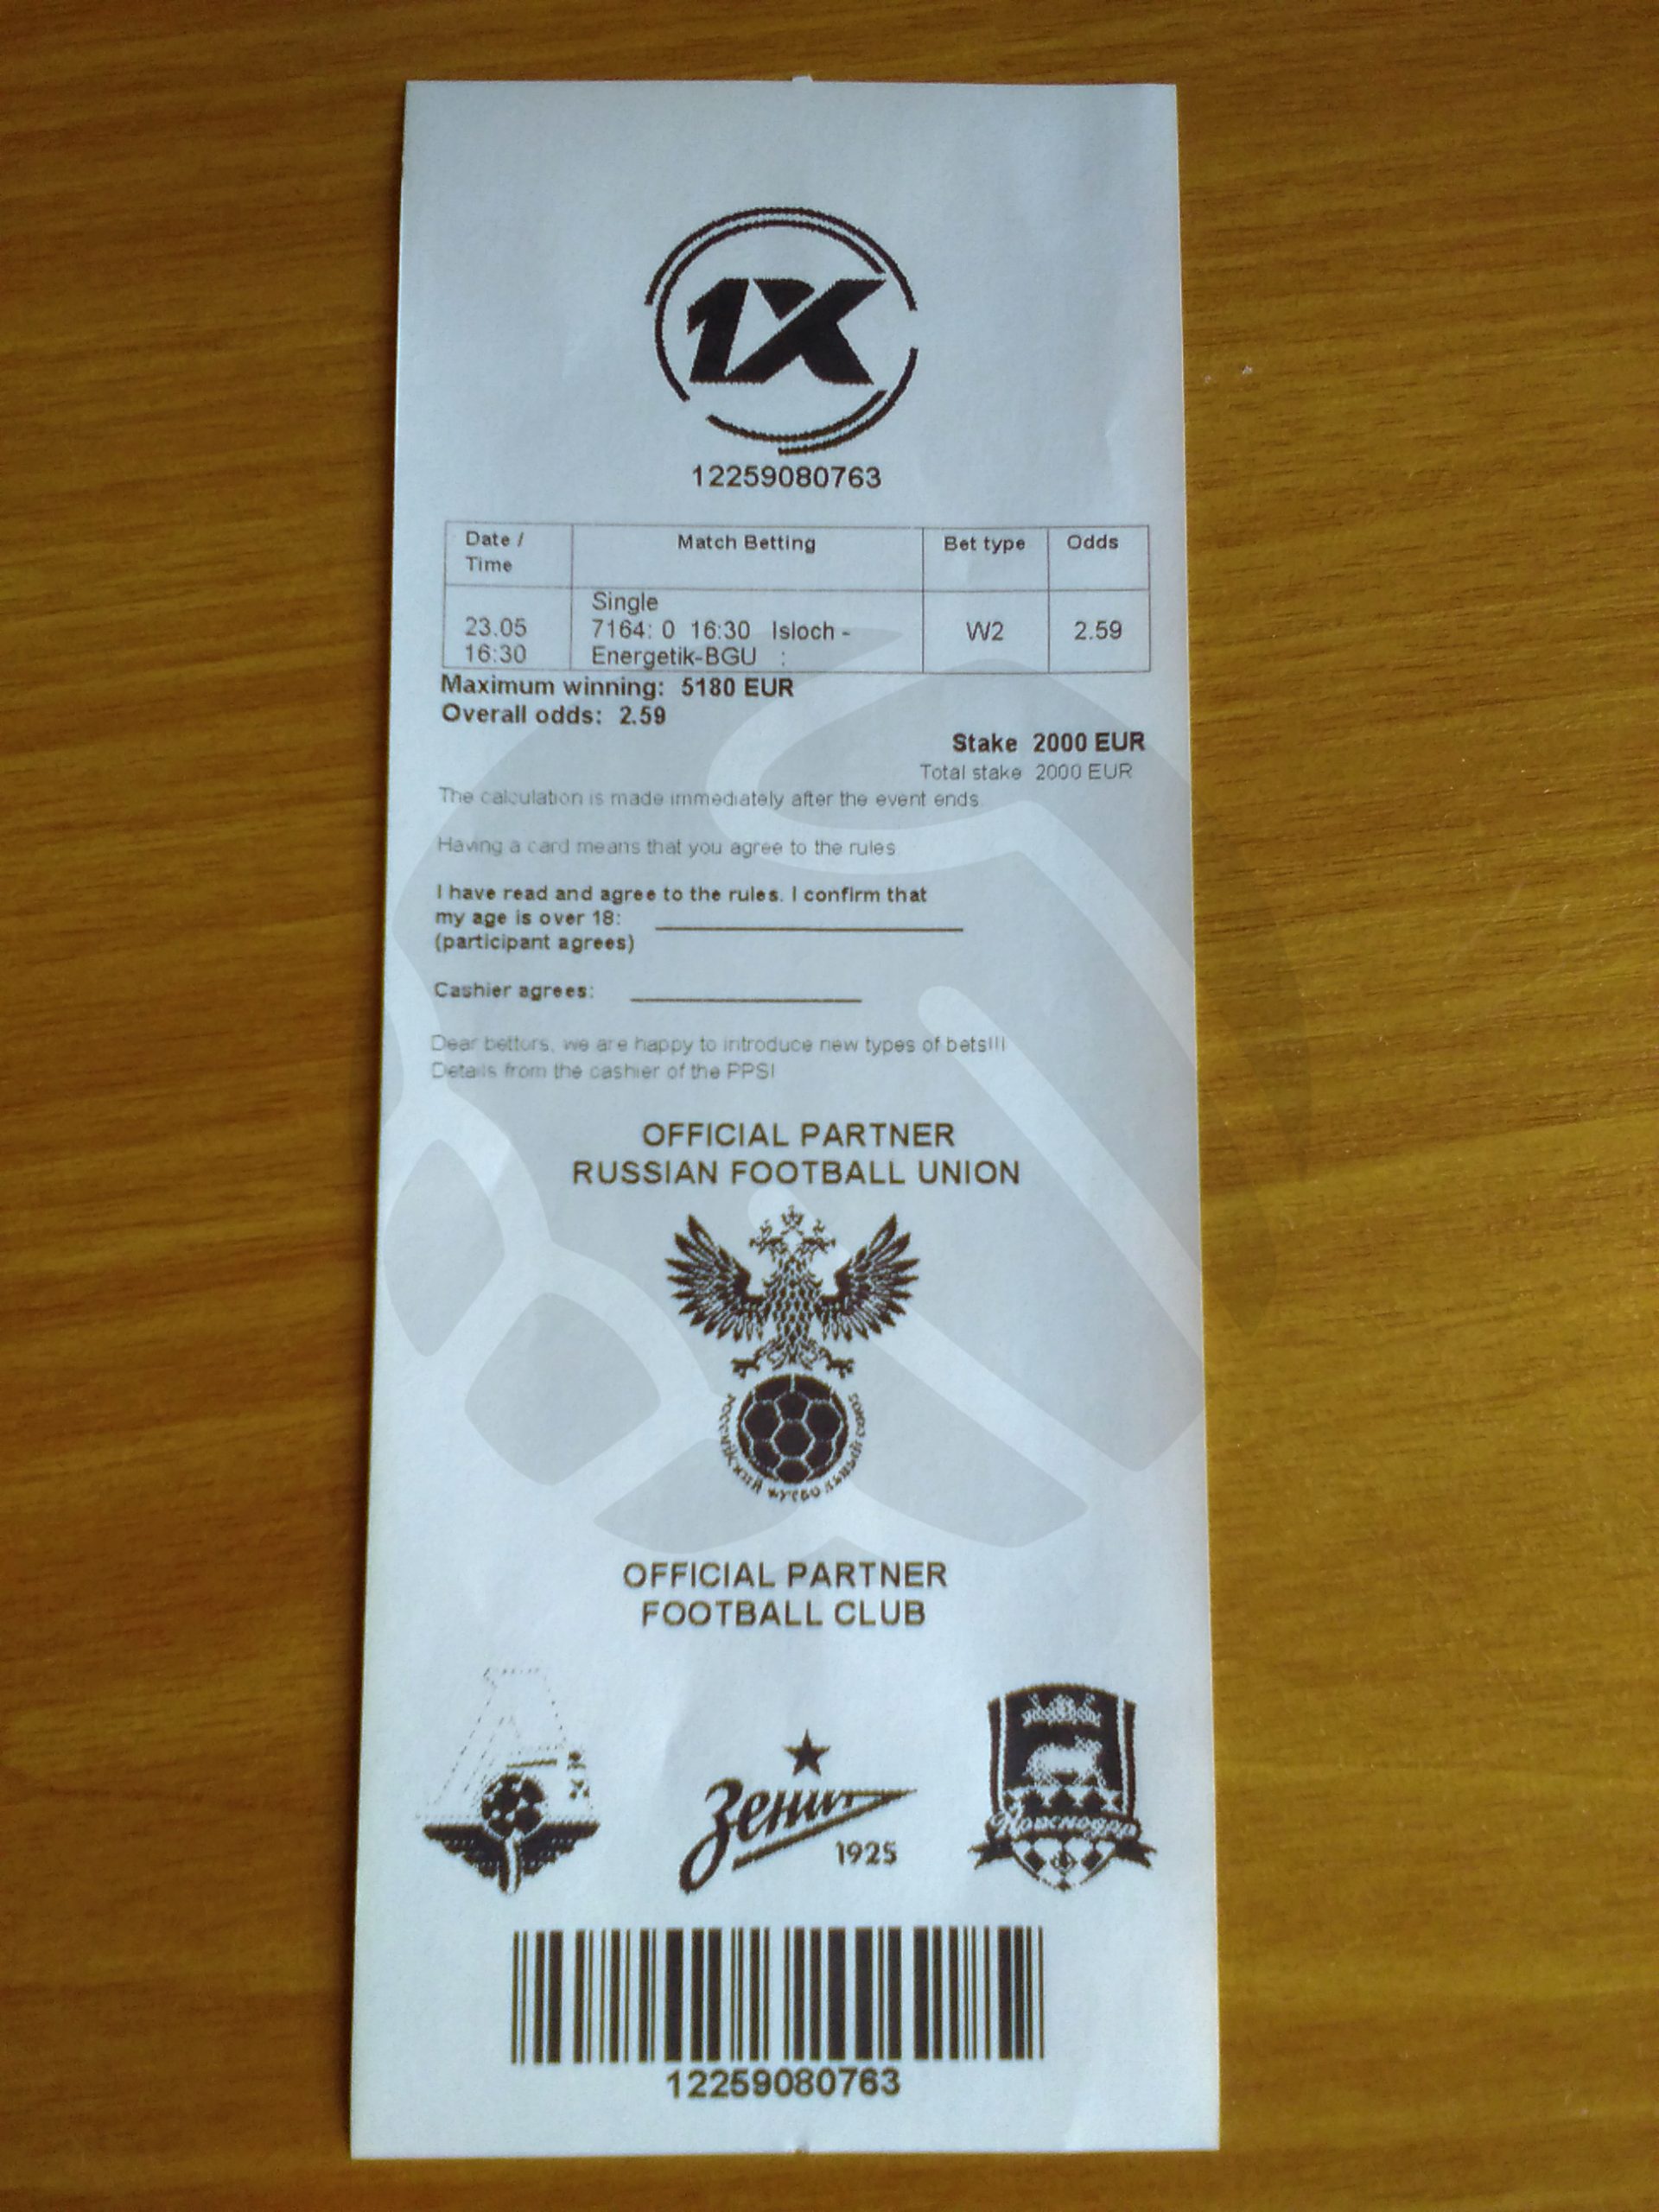 1X
12259080763
Date / Time Match Betting Bet type Odds
Single
23.05 7164: 0 16:30 Isloch - W2 2.59
16:30 Energetik-BGU :
Maximum winning: 5180 EUR
Overall odds: 2.59
Stake 2000 EUR
Total stake 2000 EUR
The calculation is made immediately after the event ends.
Having a card means that you agree to the rules
I have read and agree to the rules. I confirm that
my age is over 18:
(participant agrees)
Cashier agrees:
Dear bettors, we are happy to introduce new types of bets!!!
Details from the cashier of the PPS!
OFFICIAL PARTNER
RUSSIAN FOOTBALL UNION
OFFICIAL PARTNER
FOOTBALL CLUB
Зенит
1925
Краснодар
12259080763